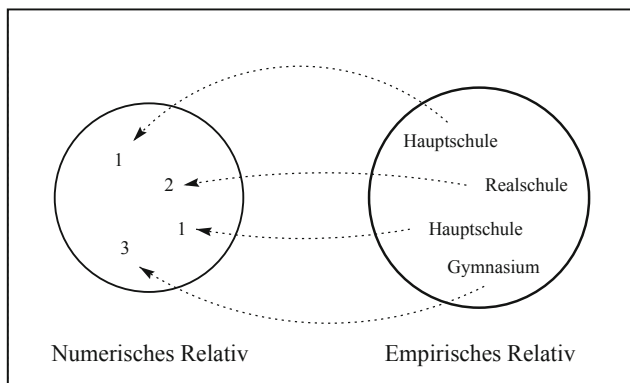 1
2
1
3
Hauptschule
Realschule
Hauptschule
Gymnasium
Numerisches Relativ
Empirisches Relativ